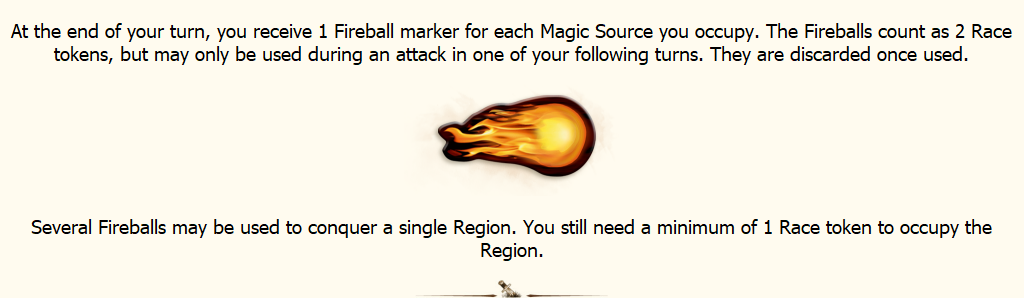 At the end of your turn, you receive 1 Fireball marker for each Magic Source you occupy. The Fireballs count as 2 Race
tokens, but may only be used during an attack in one of your following turns. They are discarded once used.
Several Fireballs may be used to conquer a single Region. You still need a minimum of 1 Race token to occupy the
Region.